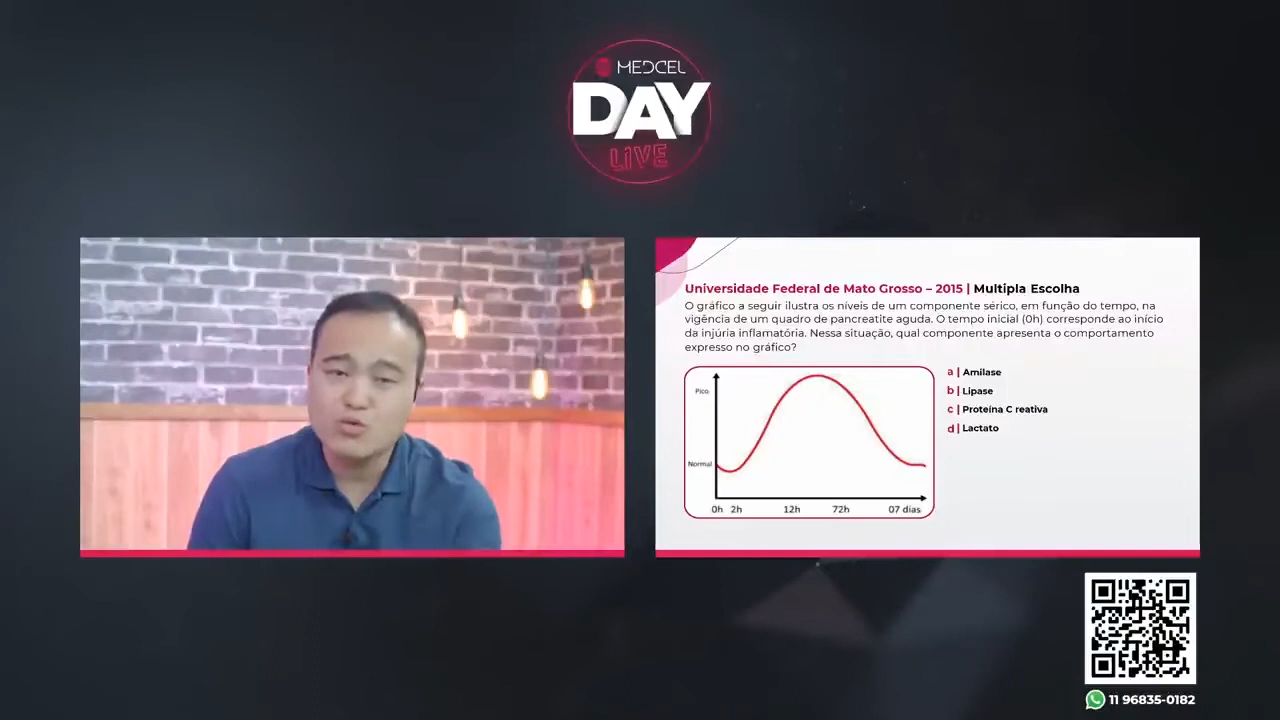 MEDCEL
DAY
LIVE
Universidade Federal de Mato Grosso – 2015 | Multipla Escolha
O gráfico a seguir ilustra os níveis de um componente sérico, em função do tempo, na
vigência de um quadro de pancreatite aguda. O tempo inicial (0h) corresponde ao início
da injúria inflamatória. Nessa situação, qual componente apresenta o comportamento
expresso no gráfico?
a | Amilase
b | Lipase
c | Proteína C reativa
d | Lactato
Pico
Normal
0h 2h 12h 72h 07 dias
11 96835-0182